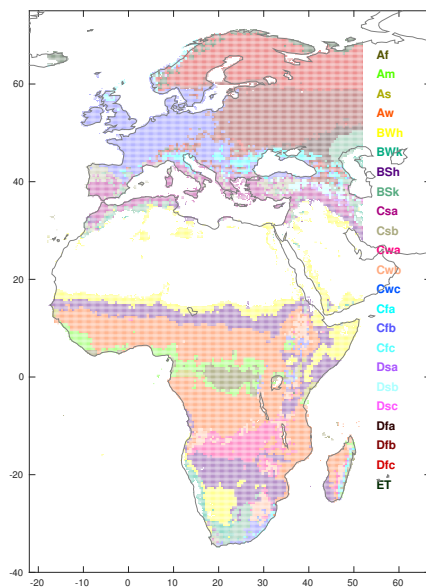 60
40
20
0
-20
-40
-20
-10
0
10
20
30
40
50
60
Af
Am
As
Aw
BWh
BWk
BSh
BSk
Csa
Csb
Cwa
Cwb
Cwc
Cfa
Cfb
Cfc
Dsa
Dsb
Dsc
Dfa
Dfb
Dfc
ET